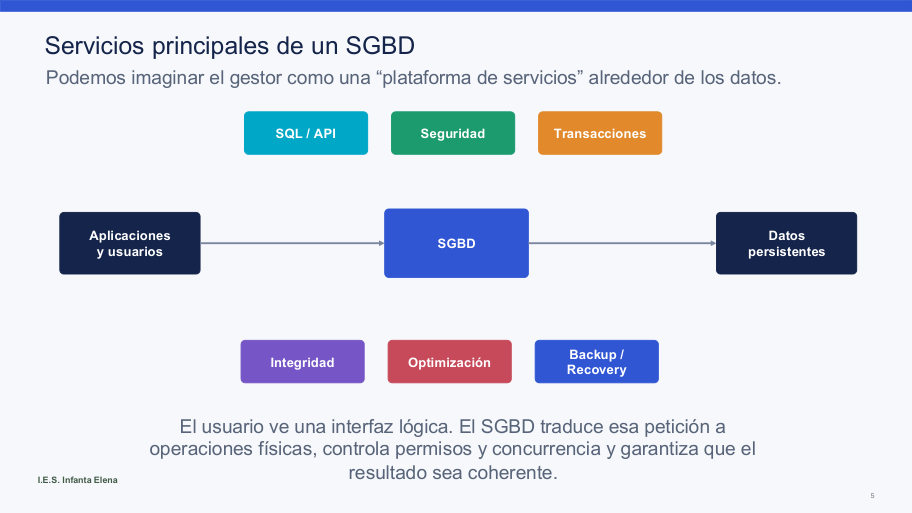 Servicios principales de un SGBD
Podemos imaginar el gestor como una “plataforma de servicios” alrededor de los datos.
SQL / API
Seguridad
Transacciones
Aplicaciones
y usuarios
SGBD
Datos
persistentes
Integridad
Optimización
Backup /
Recovery
El usuario ve una interfaz lógica. El SGBD traduce esa petición a
operaciones físicas, controla permisos y concurrencia y garantiza que el
resultado sea coherente.
I.E.S. Infanta Elena
5